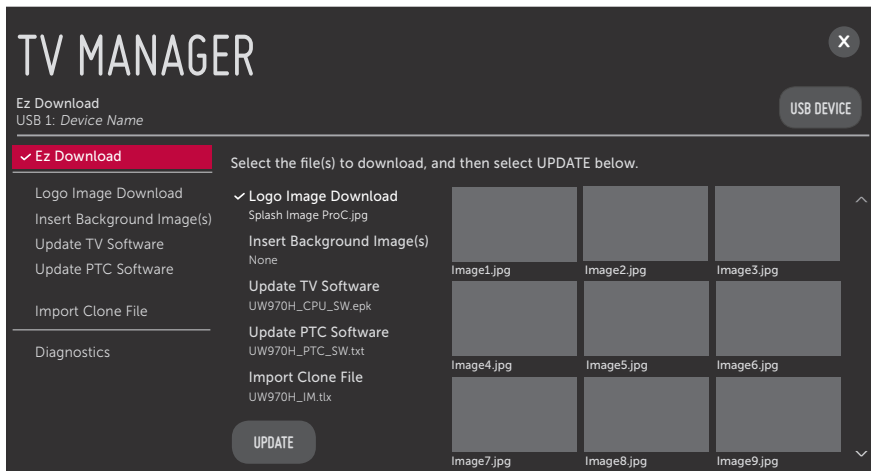 TV MANAGER
X
Ez Download
USB 1: Device Name
USB DEVICE
Ez Download
Logo Image Download
Insert Background Image(s)
Update TV Software
Update PTC Software
Import Clone File
Diagnostics
Select the file(s) to download, and then select UPDATE below.
Logo Image Download
Splash Image ProC.jpg
Insert Background Image(s)
None
Update TV Software
UW970H_CPU_SW.epk
Update PTC Software
UW970H_PTC_SW.txt
Import Clone File
UW970H_IM.tlx
UPDATE
Image1.jpg
Image2.jpg
Image3.jpg
Image4.jpg
Image5.jpg
Image6.jpg
Image7.jpg
Image8.jpg
Image9.jpg